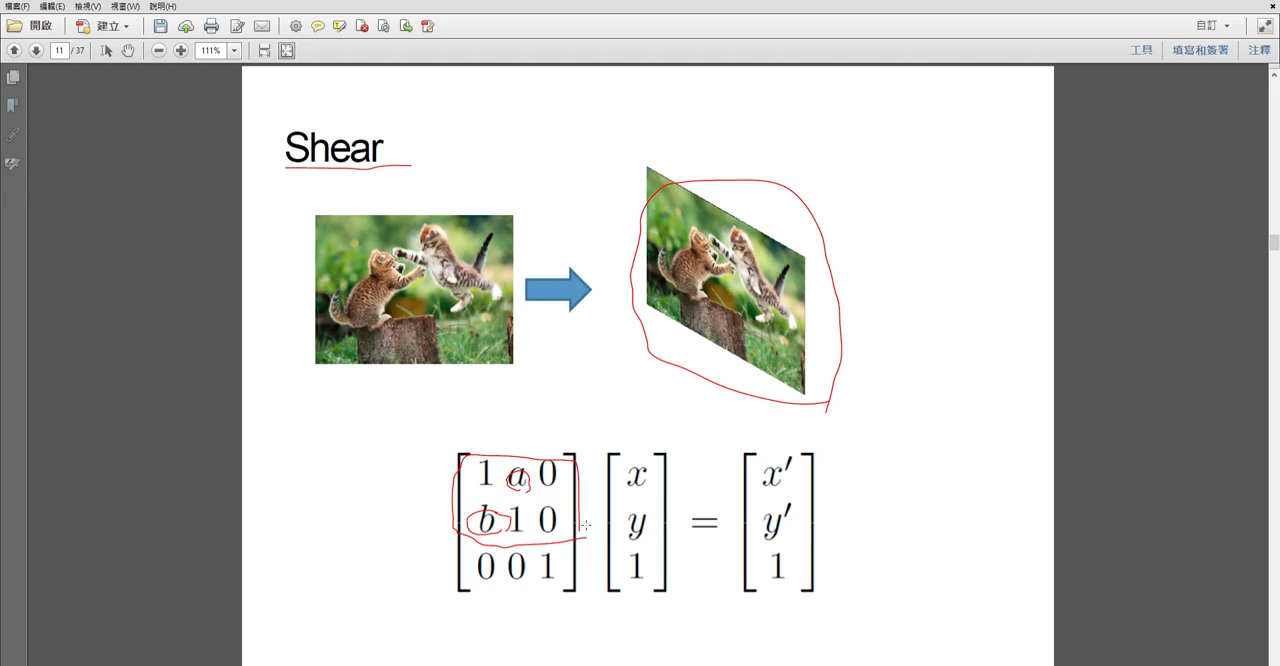 檔案(F) 編輯(E) 檢視(V) 視窗(W) 說明(H) ×
開啟 建立 自訂
11 / 37 111% 工具 填寫和簽署 注釋
Shear
1 a 0 x x′
b 1 0 y = y′
0 0 1 1 1